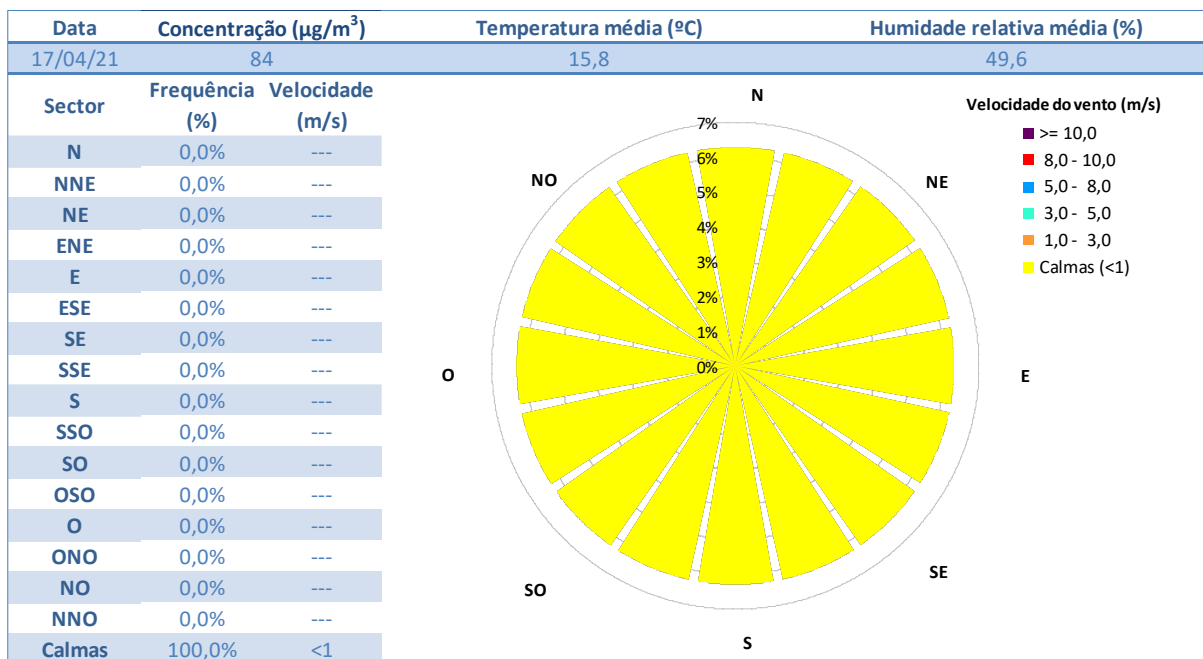 Data Concentração (µg/m³) Temperatura média (ºC) Humidade relativa média (%)
17/04/21 84 15,8 49,6
Sector Frequência (%) Velocidade (m/s)
N 0,0% ---
NNE 0,0% ---
NE 0,0% ---
ENE 0,0% ---
E 0,0% ---
ESE 0,0% ---
SE 0,0% ---
SSE 0,0% ---
S 0,0% ---
SSO 0,0% ---
SO 0,0% ---
OSO 0,0% ---
O 0,0% ---
ONO 0,0% ---
NO 0,0% ---
NNO 0,0% ---
Calmas 100,0% <1
N
NE
E
SE
S
SO
O
NO
7%
6%
5%
4%
3%
2%
1%
0%
Velocidade do vento (m/s)
>= 10,0
8,0 - 10,0
5,0 - 8,0
3,0 - 5,0
1,0 - 3,0
Calmas (<1)